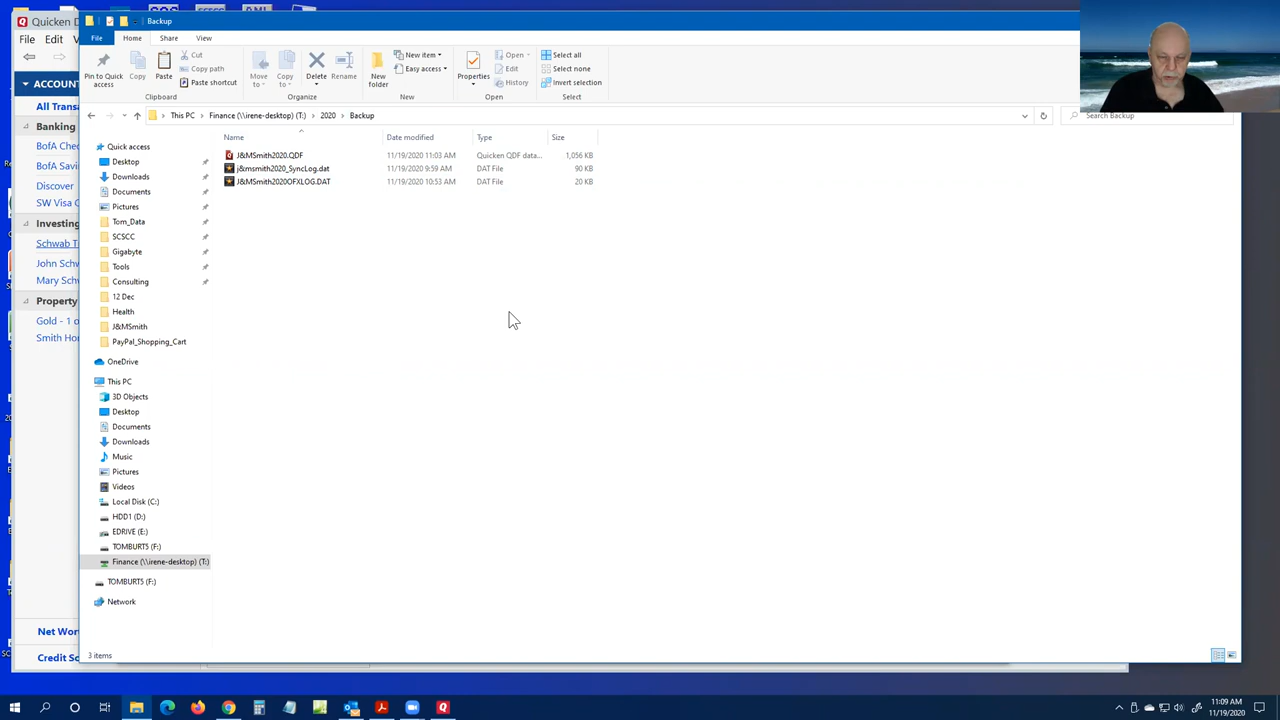 Quicken D
Backup
File
Edit
File
Home
Share
View
Pin to Quick access
Copy
Paste
Cut
Copy path
Paste shortcut
Clipboard
Move to
Copy to
Delete
Rename
Organize
New folder
New item
Easy access
New
Properties
Open
Edit
History
Open
Select all
Select none
Invert selection
Select
This PC
Finance (\\irene-desktop) (T:)
2020
Backup
Search Backup
Name
Date modified
Type
Size
J&MSmith2020.QDF
11/19/2020 11:03 AM
Quicken QDF data...
1,056 KB
j&msmith2020_SyncLog.dat
11/19/2020 9:59 AM
DAT File
90 KB
J&MSmith2020OFXLOG.DAT
11/19/2020 10:53 AM
DAT File
20 KB
ACCOUN
All Transa
Banking
BofA Chec
BofA Savi
Discover
SW Visa C
Investing
Schwab Ti
John Schw
Mary Schw
Property
Gold - 1 o
Smith Hor
Net Wor
Credit Sc
Quick access
Desktop
Downloads
Documents
Pictures
Tom_Data
SCSCC
Gigabyte
Tools
Consulting
12 Dec
Health
J&MSmith
PayPal_Shopping_Cart
OneDrive
This PC
3D Objects
Desktop
Documents
Downloads
Music
Pictures
Videos
Local Disk (C:)
HDD1 (D:)
EDRIVE (E:)
TOMBURT5 (F:)
Finance (\\irene-desktop) (T:)
TOMBURT5 (F:)
Network
3 items
11:09 AM
11/19/2020